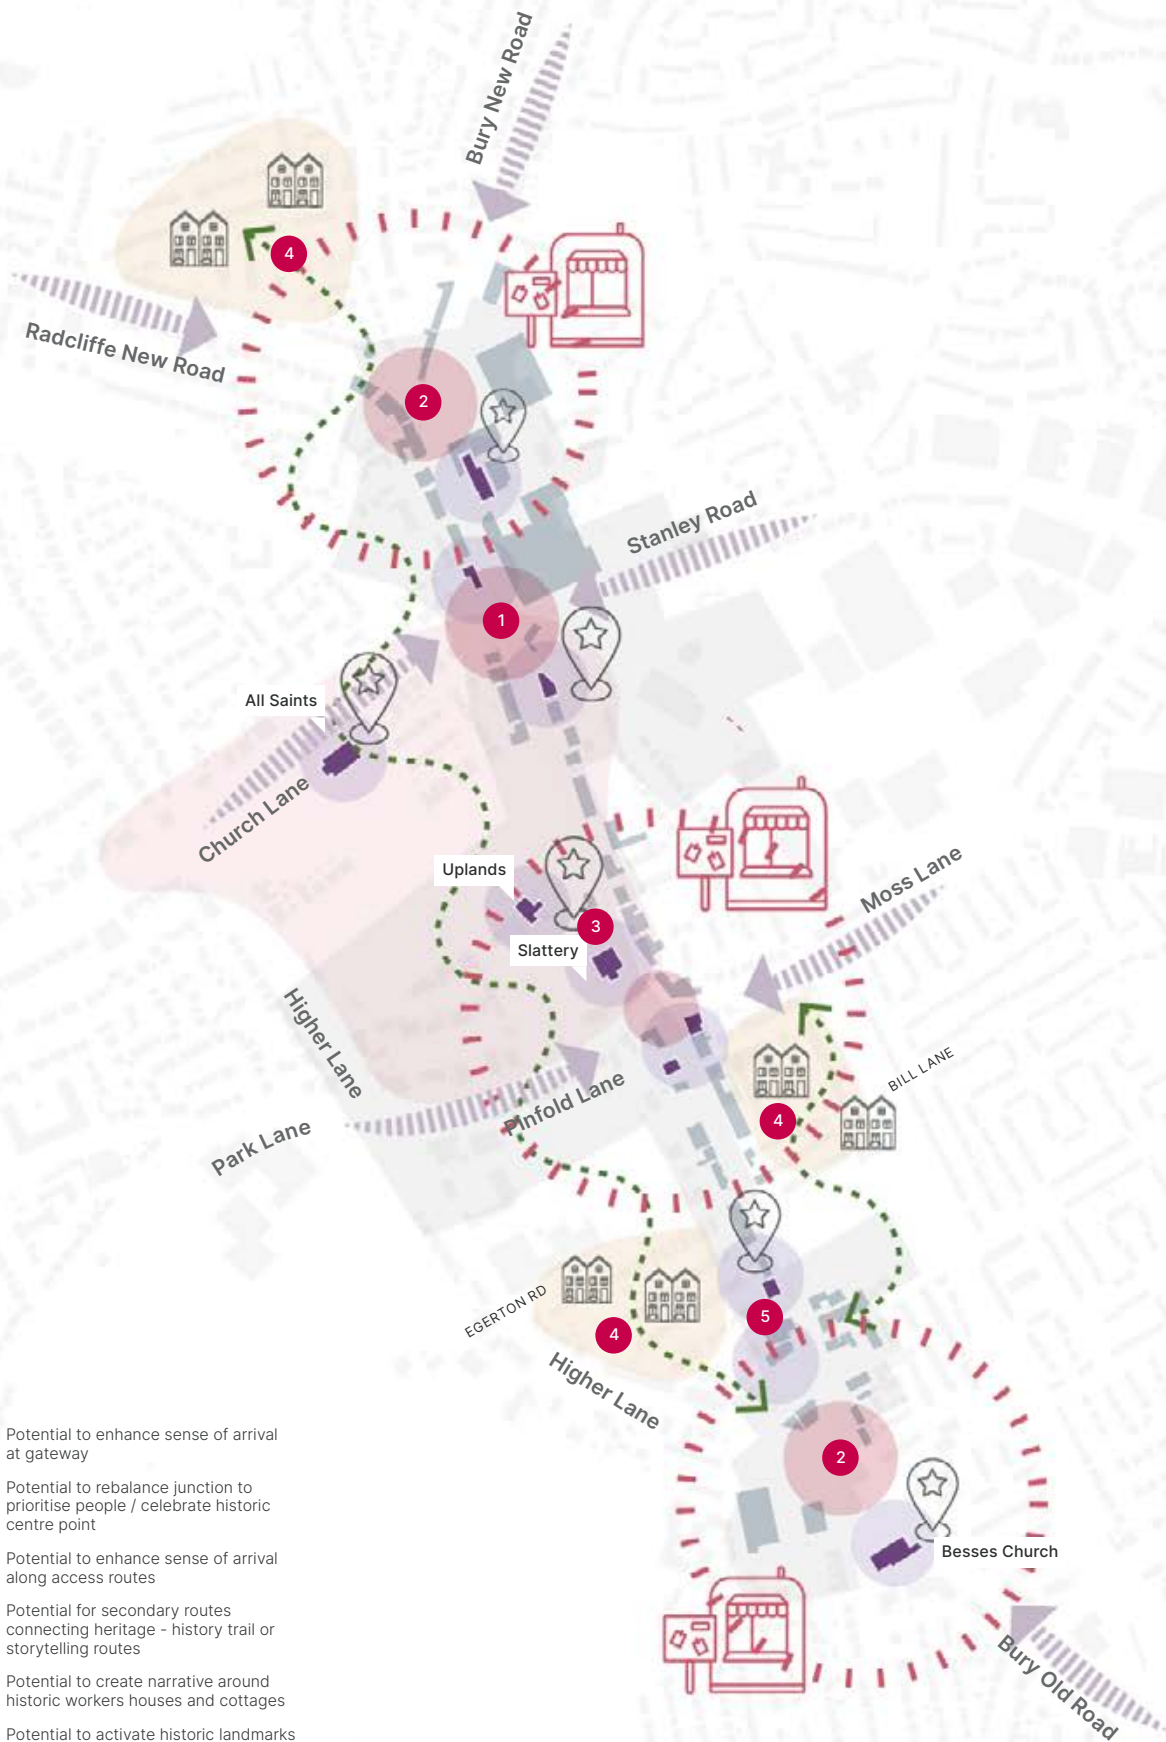 Bury New Road
4
Radcliffe New Road
2
Stanley Road
1
All Saints
Church Lane
Uplands
Moss Lane
3
Slattery
Higher Lane
BILL LANE
Pinfold Lane
4
Park Lane
EGERTON RD
5
4
Higher Lane
2
Besses Church
Bury Old Road
Potential to enhance sense of arrival
at gateway
Potential to rebalance junction to
prioritise people / celebrate historic
centre point
Potential to enhance sense of arrival
along access routes
Potential for secondary routes
connecting heritage - history trail or
storytelling routes
Potential to create narrative around
historic workers houses and cottages
Potential to activate historic landmarks